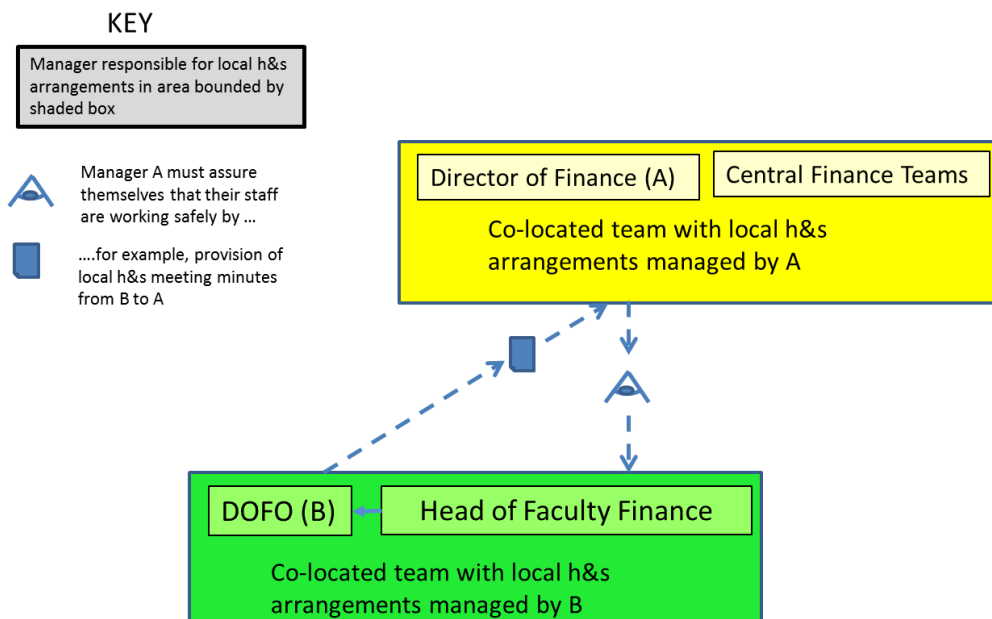 KEY
Manager responsible for local h&s
arrangements in area bounded by
shaded box
Manager A must assure
themselves that their staff
are working safely by ...
....for example, provision of
local h&s meeting minutes
from B to A
Director of Finance (A)
Central Finance Teams
Co-located team with local h&s
arrangements managed by A
DOFO (B)
Head of Faculty Finance
Co-located team with local h&s
arrangements managed by B